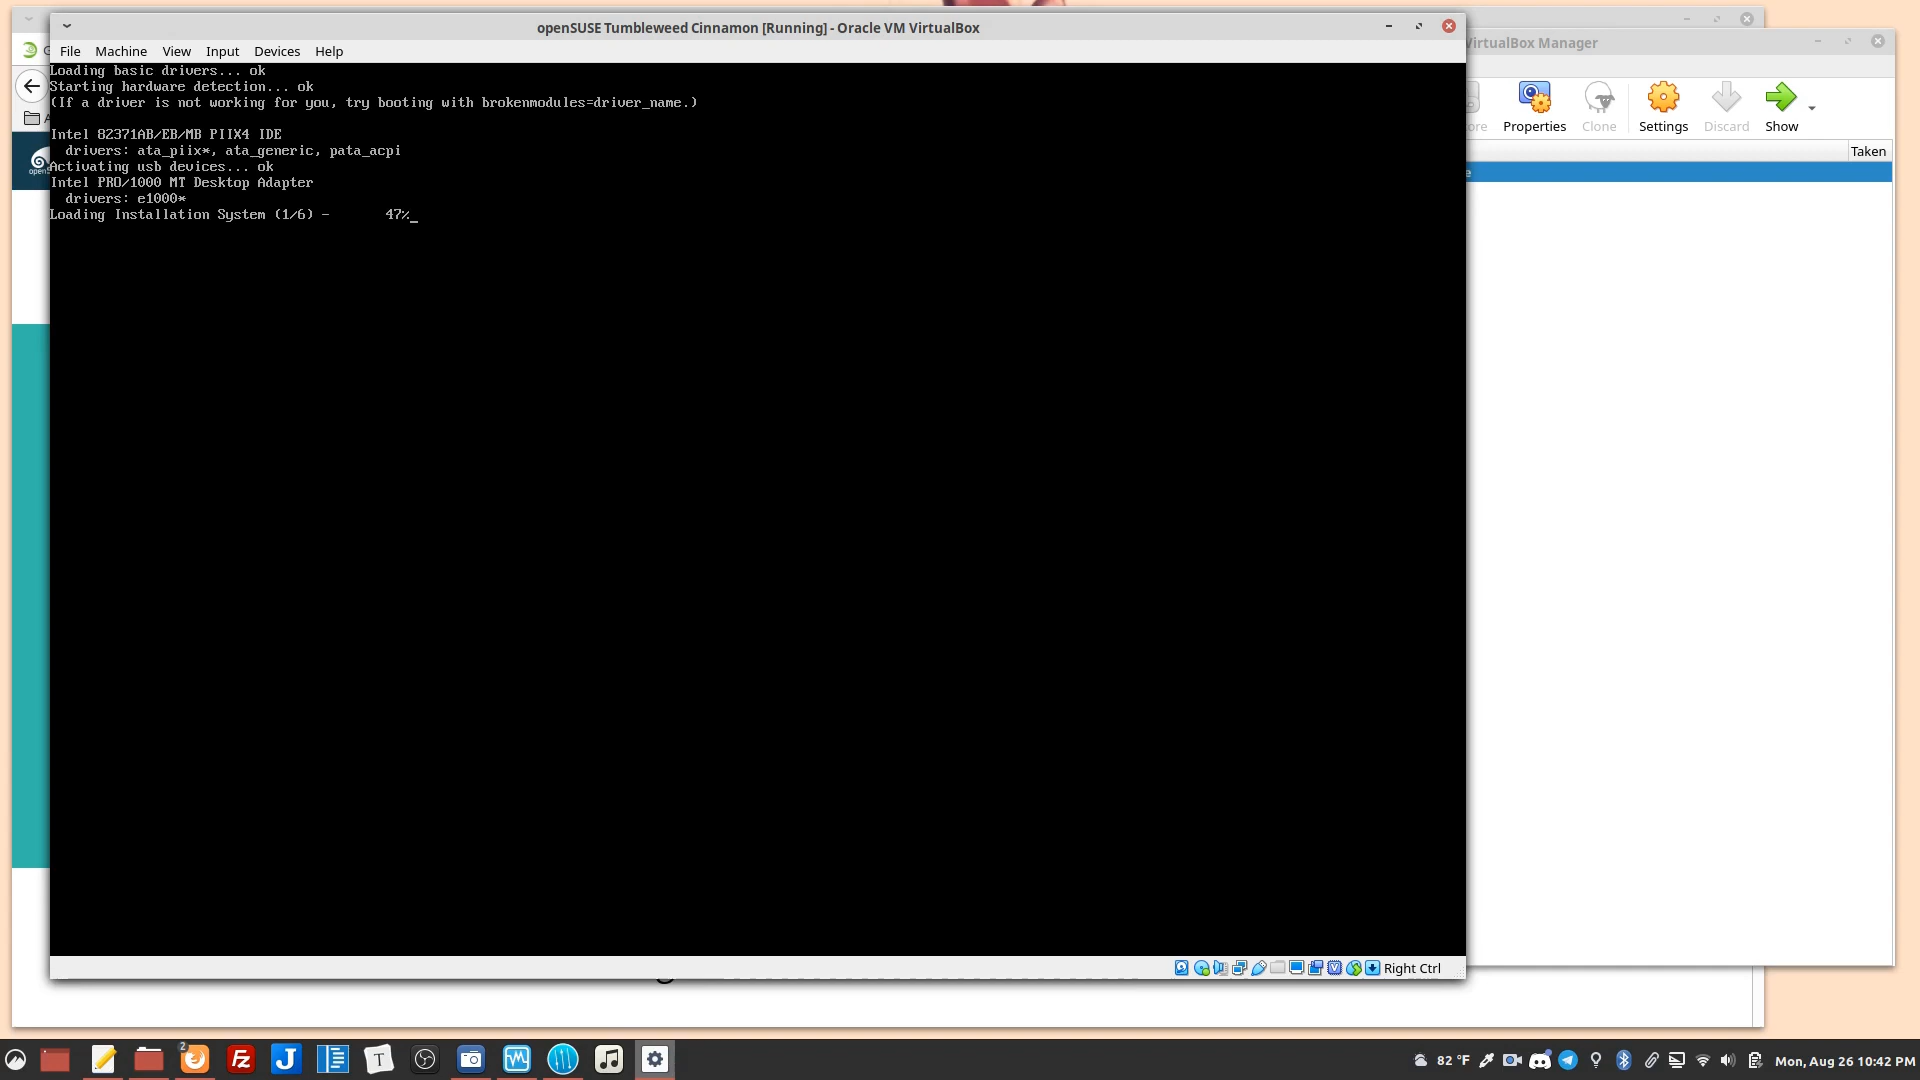 openSUSE Tumbleweed Cinnamon [Running] - Oracle VM VirtualBox
File Machine View Input Devices Help
Loading basic drivers... ok
Starting hardware detection... ok
(If a driver is not working for you, try booting with brokenmodules=driver_name.)
Intel 82371AB/EB/MB PIIX4 IDE
drivers: ata_piix*, ata_generic, pata_acpi
Activating usb devices... ok
Intel PRO/1000 MT Desktop Adapter
drivers: e1000*
Loading Installation System (1/6) - 47%_
Right Ctrl
VirtualBox Manager
Properties Clone Settings Discard Show
Taken
2
Fz
J
T
82 °F
Mon, Aug 26 10:42 PM